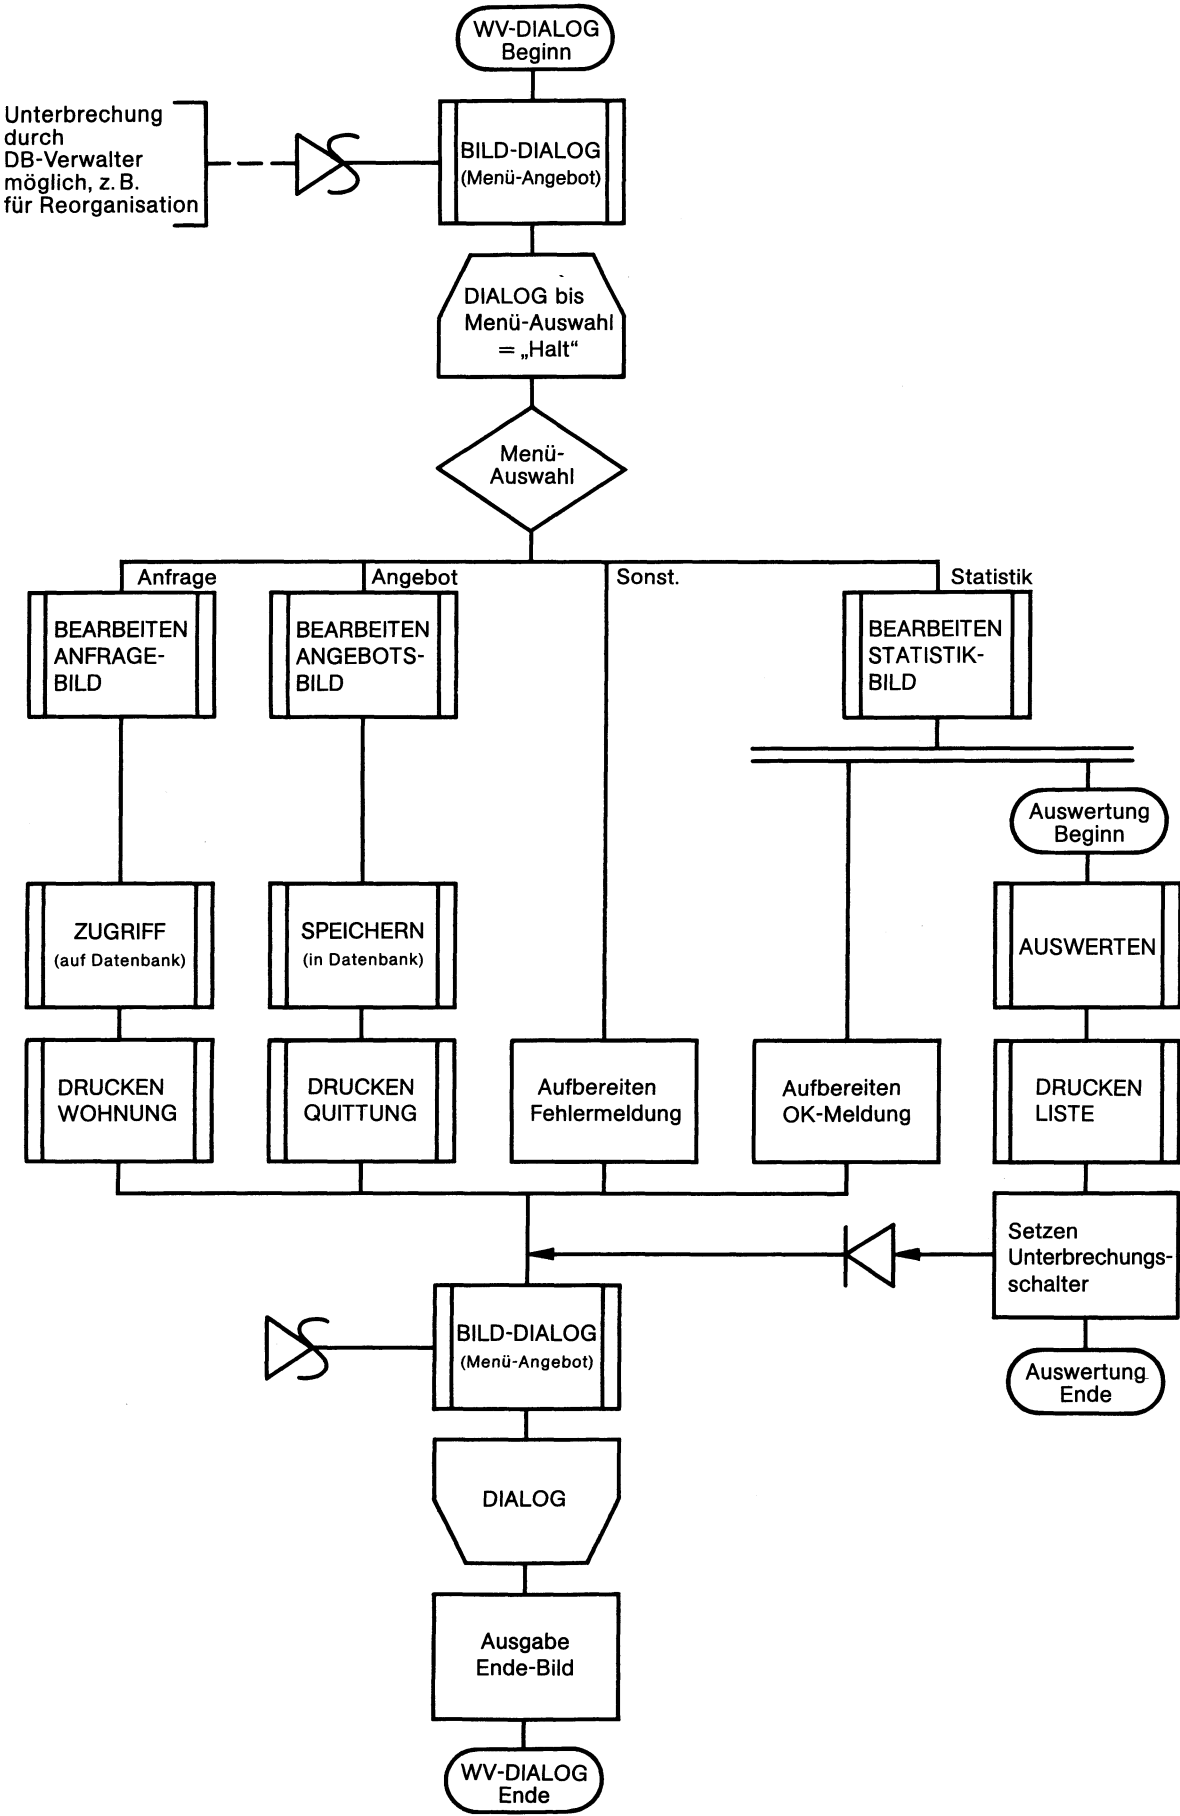 WV-DIALOG
Beginn
Unterbrechung
durch
DB-Verwalter
möglich, z. B.
für Reorganisation
BILD-DIALOG
(Menü-Angebot)
DIALOG bis
Menü-Auswahl
= „Halt“
Menü-
Auswahl
Anfrage
Angebot
Sonst.
Statistik
BEARBEITEN
ANFRAGE-
BILD
BEARBEITEN
ANGEBOTS-
BILD
BEARBEITEN
STATISTIK-
BILD
Auswertung
Beginn
ZUGRIFF
(auf Datenbank)
SPEICHERN
(in Datenbank)
AUSWERTEN
DRUCKEN
WOHNUNG
DRUCKEN
QUITTUNG
Aufbereiten
Fehlermeldung
Aufbereiten
OK-Meldung
DRUCKEN
LISTE
Setzen
Unterbrechungs-
schalter
BILD-DIALOG
(Menü-Angebot)
Auswertung
Ende
DIALOG
Ausgabe
Ende-Bild
WV-DIALOG
Ende